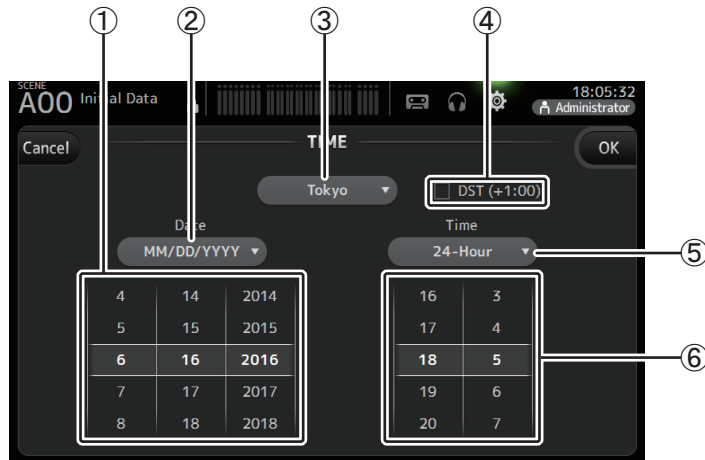 ① ② ③ ④
SCENE
A00 Initial Data 18:05:32
Administrator
Cancel TIME OK
Tokyo ▼ DST (+1:00)
Date Time
MM/DD/YYYY ▼ 24-Hour ▼ ⑤
4 14 2014 16 3
5 15 2015 17 4
6 16 2016 18 5 ⑥
7 17 2017 19 6
8 18 2018 20 7